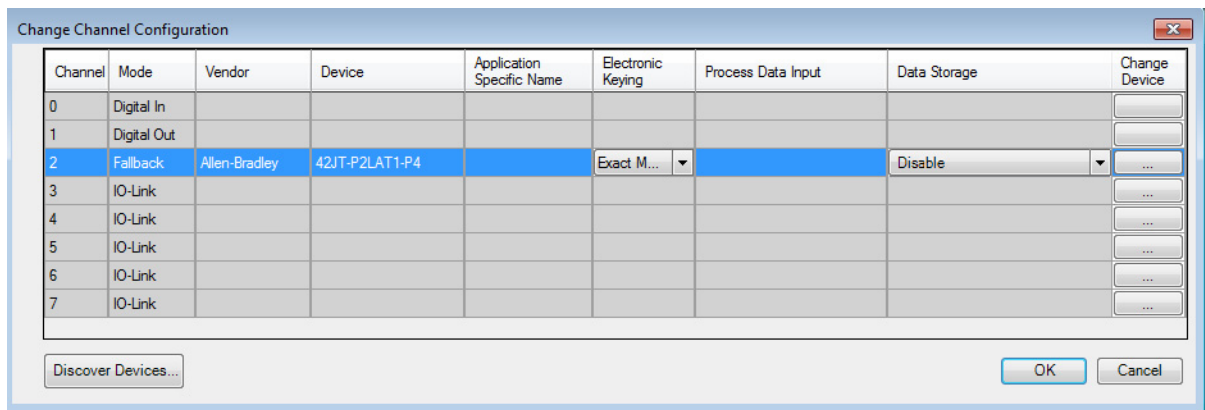 Change Channel Configuration
Channel Mode Vendor Device Application Specific Name Electronic Keying Process Data Input Data Storage Change Device
0 Digital In
1 Digital Out
2 Fallback Allen-Bradley 42JT-P2LAT1-P4 Exact M... Disable ...
3 IO-Link ...
4 IO-Link ...
5 IO-Link ...
6 IO-Link ...
7 IO-Link ...
Discover Devices... OK Cancel